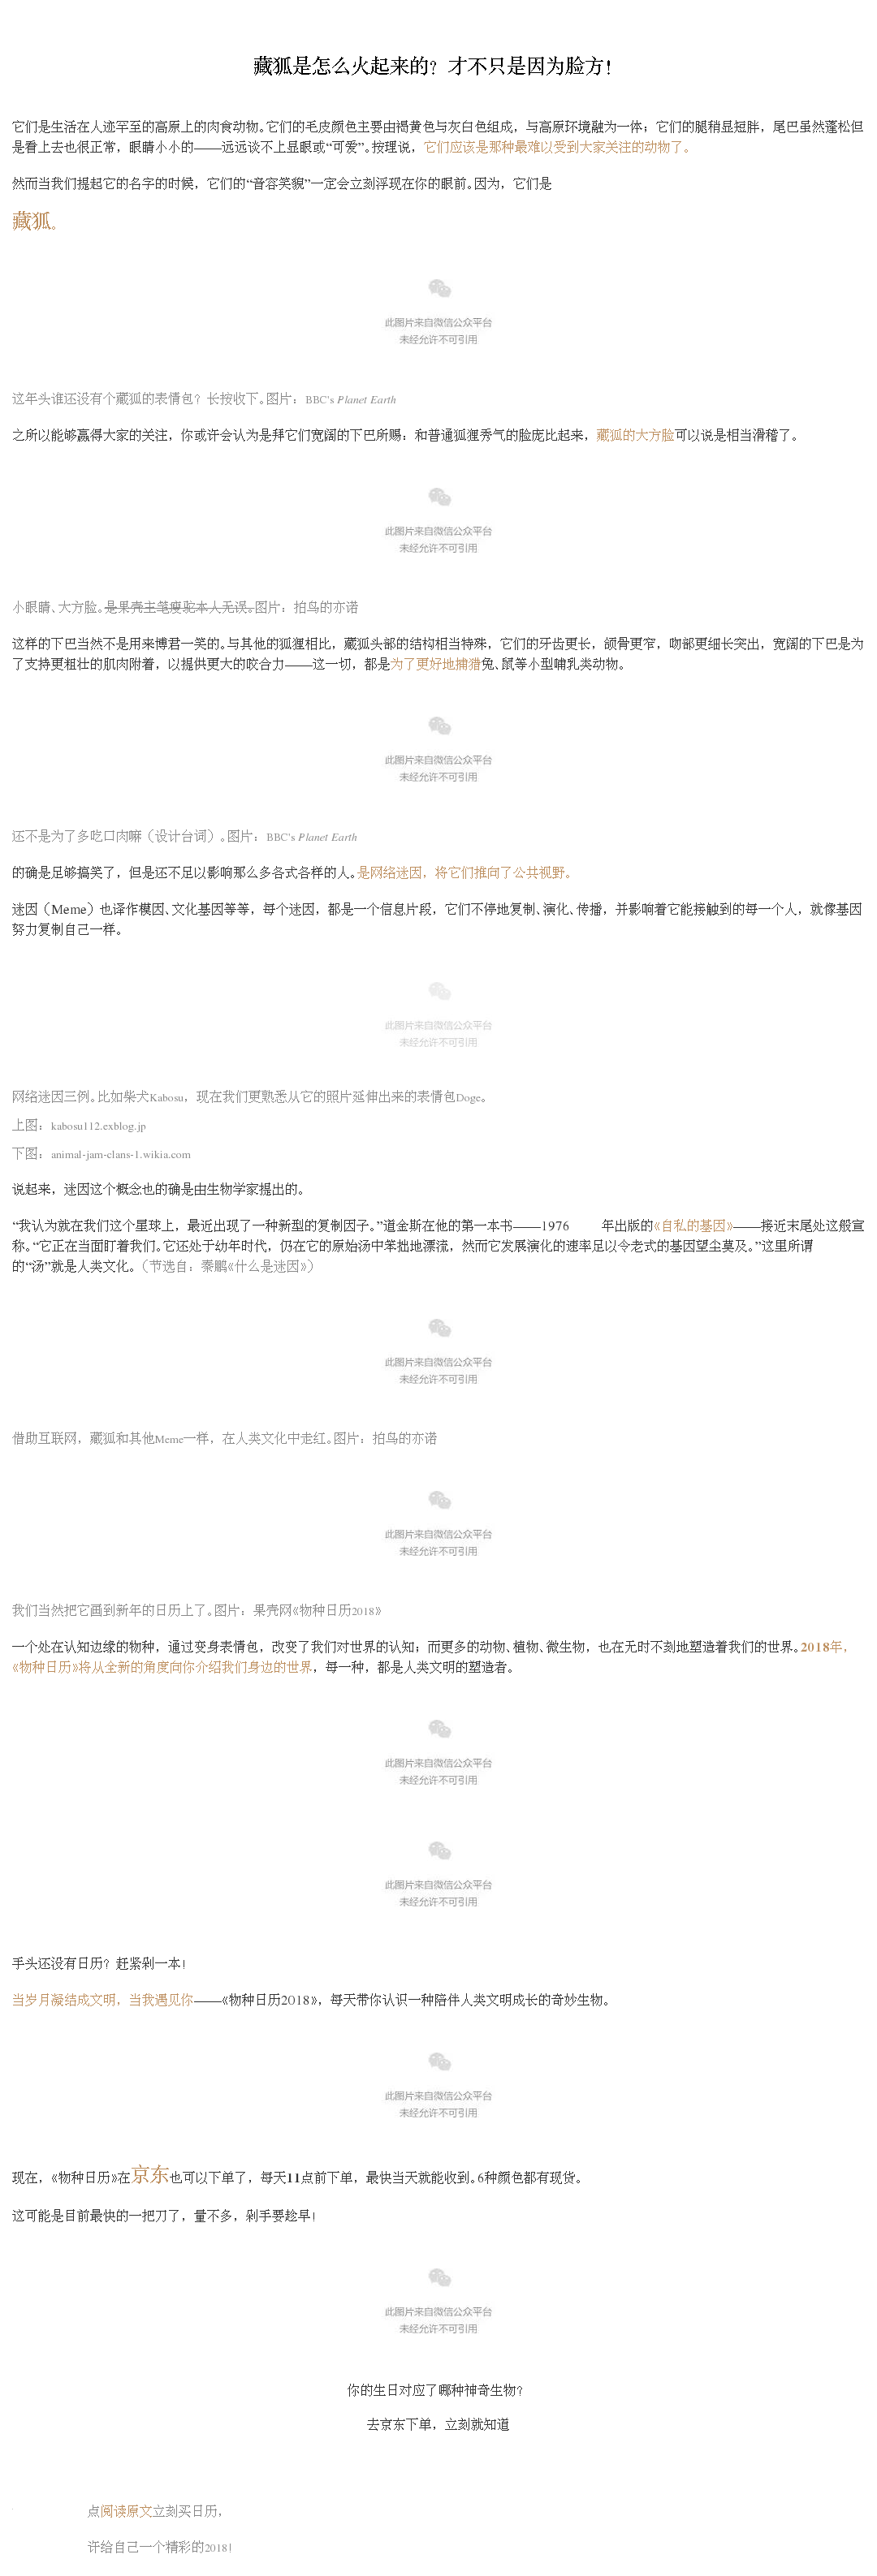 藏狐是怎么火起来的？才不只是因为脸方！
它们是生活在人迹罕至的高原上的肉食动物。它们的毛皮颜色主要由褐黄色与灰白色组成，与高原环境融为一体；它们的腿稍显短胖，尾巴虽然蓬松但
是看上去也很正常，眼睛小小的——远远谈不上显眼或“可爱”。按理说，它们应该是那种最难以受到大家关注的动物了。
然而当我们提起它的名字的时候，它们的“音容笑貌”一定会立刻浮现在你的眼前。因为，它们是
藏狐。
此图片来自微信公众平台
未经允许不可引用
这年头谁还没有个藏狐的表情包？长按收下。图片：BBC's Planet Earth
之所以能够赢得大家的关注，你或许会认为是拜它们宽阔的下巴所赐：和普通狐狸秀气的脸庞比起来，藏狐的大方脸可以说是相当滑稽了。
此图片来自微信公众平台
未经允许不可引用
小眼睛、大方脸。是果壳主笔瘦驼本人无误。图片：拍鸟的亦诺
这样的下巴当然不是用来博君一笑的。与其他的狐狸相比，藏狐头部的结构相当特殊，它们的牙齿更长，颌骨更窄，吻部更细长突出，宽阔的下巴是为
了支持更粗壮的肌肉附着，以提供更大的咬合力——这一切，都是为了更好地捕猎兔、鼠等小型哺乳类动物。
此图片来自微信公众平台
未经允许不可引用
还不是为了多吃口肉嘛（设计台词）。图片：BBC's Planet Earth
的确是足够搞笑了，但是还不足以影响那么多各式各样的人。是网络迷因，将它们推向了公共视野。
迷因（Meme）也译作模因、文化基因等等，每个迷因，都是一个信息片段，它们不停地复制、演化、传播，并影响着它能接触到的每一个人，就像基因
努力复制自己一样。
此图片来自微信公众平台
未经允许不可引用
网络迷因三例。比如柴犬Kabosu，现在我们更熟悉从它的照片延伸出来的表情包Doge。
上图：kabosu112.exblog.jp
下图：animal-jam-clans-1.wikia.com
说起来，迷因这个概念也的确是由生物学家提出的。
“我认为就在我们这个星球上，最近出现了一种新型的复制因子。”道金斯在他的第一本书——1976 年出版的《自私的基因》——接近末尾处这般宣
称。“它正在当面盯着我们。它还处于幼年时代，仍在它的原始汤中笨拙地漂流，然而它发展演化的速率足以令老式的基因望尘莫及。”这里所谓
的“汤”就是人类文化。（节选自：秦鹏《什么是迷因》）
此图片来自微信公众平台
未经允许不可引用
借助互联网，藏狐和其他Meme一样，在人类文化中走红。图片：拍鸟的亦诺
此图片来自微信公众平台
未经允许不可引用
我们当然把它画到新年的日历上了。图片：果壳网《物种日历2018》
一个处在认知边缘的物种，通过变身表情包，改变了我们对世界的认知；而更多的动物、植物、微生物，也在无时不刻地塑造着我们的世界。2018年，
《物种日历》将从全新的角度向你介绍我们身边的世界，每一种，都是人类文明的塑造者。
此图片来自微信公众平台
未经允许不可引用
此图片来自微信公众平台
未经允许不可引用
手头还没有日历？赶紧剁一本！
当岁月凝结成文明，当我遇见你——《物种日历2018》，每天带你认识一种陪伴人类文明成长的奇妙生物。
此图片来自微信公众平台
未经允许不可引用
现在，《物种日历》在京东也可以下单了，每天11点前下单，最快当天就能收到。6种颜色都有现货。
这可能是目前最快的一把刀了，量不多，剁手要趁早！
此图片来自微信公众平台
未经允许不可引用
你的生日对应了哪种神奇生物？
去京东下单，立刻就知道
点阅读原文立刻买日历，
许给自己一个精彩的2018！